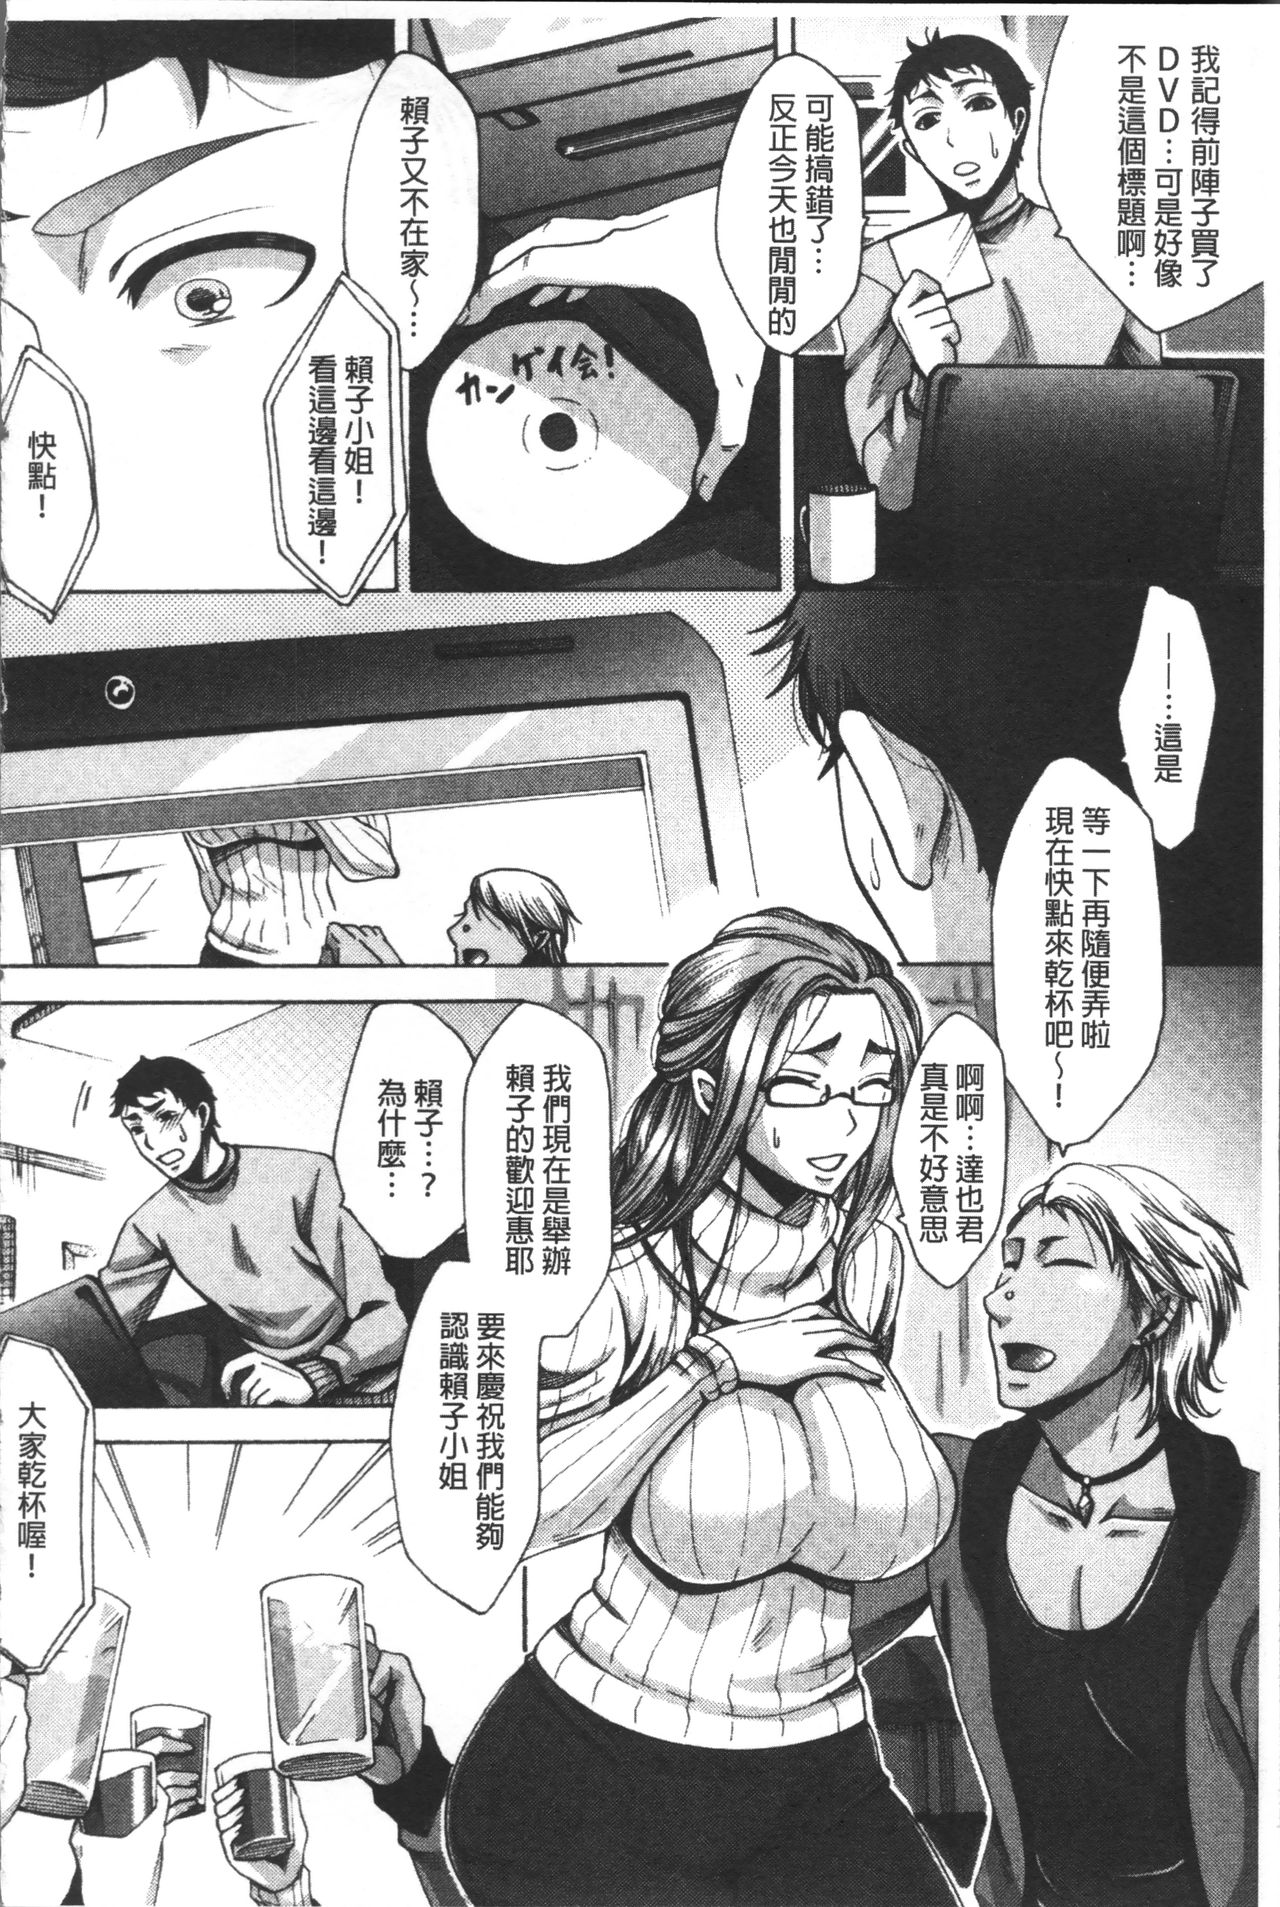 我記得前陣子買了
DVD…可是好像
不是這個標題啊…
可能搞錯了…
反正今天也閒閒的
カンゲイ会！
賴子又不在家～…
賴子小姐！
看這邊看這邊！
快點！
——…這是
等一下再隨便弄啦
現在快點來乾杯吧～！
啊啊…達也君
真是不好意思
我們現在是舉辦
賴子的歡迎惠耶
要來慶祝我們能夠
認識賴子小姐
賴子…？
為什麼…
大家乾杯喔！